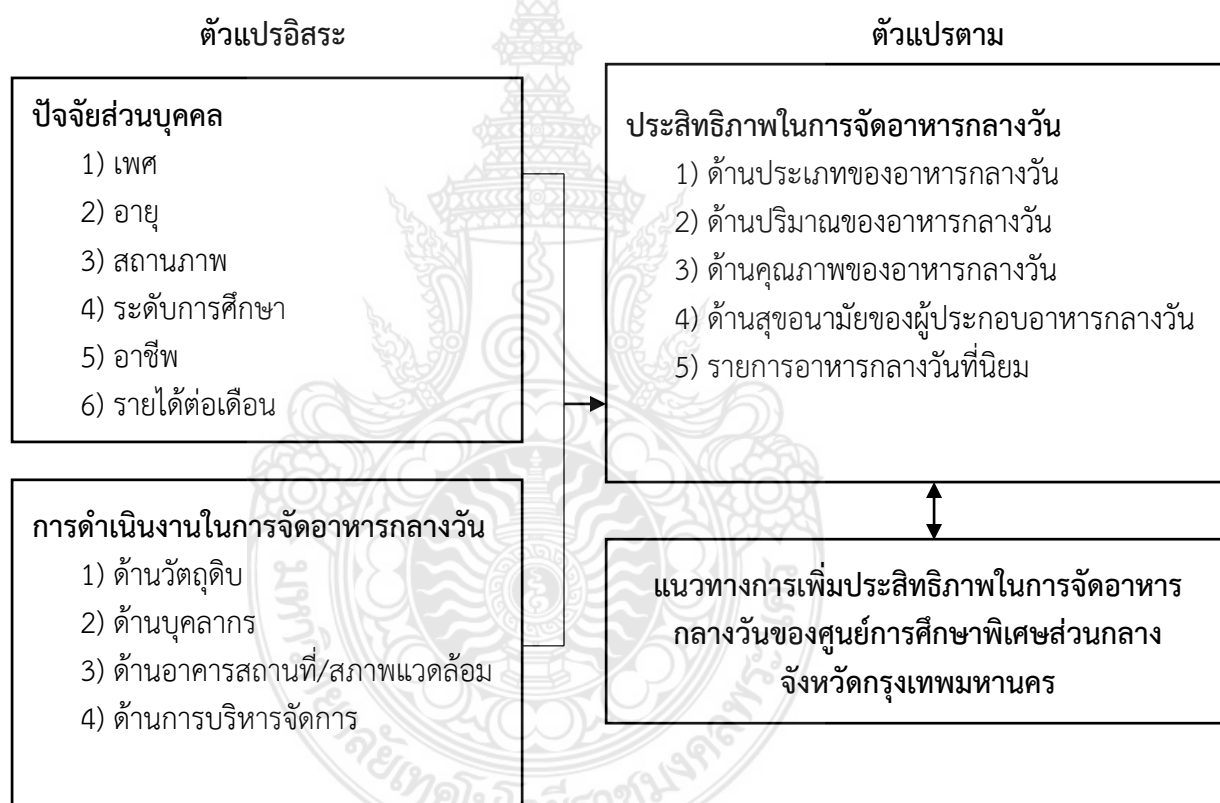 ตัวแปรอิสระ
ปัจจัยส่วนบุคคล
1) เพศ
2) อายุ
3) สถานภาพ
4) ระดับการศึกษา
5) อาชีพ
6) รายได้ต่อเดือน
การดำเนินงานในการจัดอาหารกลางวัน
1) ด้านวัตถุดิบ
2) ด้านบุคลากร
3) ด้านอาคารสถานที่/สภาพแวดล้อม
4) ด้านการบริหารจัดการ
ตัวแปรตาม
ประสิทธิภาพในการจัดอาหารกลางวัน
1) ด้านประเภทของอาหารกลางวัน
2) ด้านปริมาณของอาหารกลางวัน
3) ด้านคุณภาพของอาหารกลางวัน
4) ด้านสุขอนามัยของผู้ประกอบอาหารกลางวัน
5) รายการอาหารกลางวันที่นิยม
แนวทางการเพิ่มประสิทธิภาพในการจัดอาหาร
กลางวันของศูนย์การศึกษาพิเศษส่วนกลาง
จังหวัดกรุงเทพมหานคร